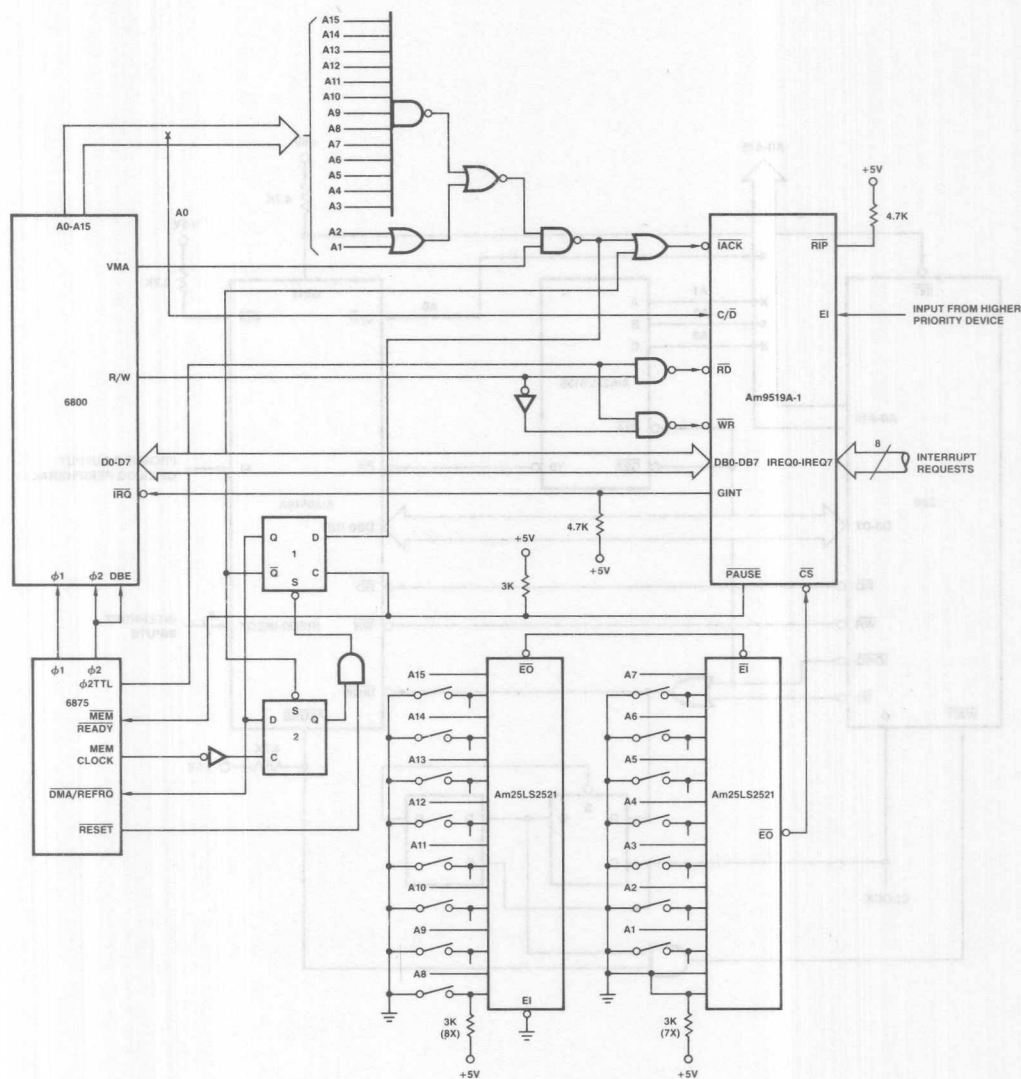 A15
A14
A13
A12
A11
A10
A9
A8
A7
A6
A5
A4
A3
A2
A1
A0-A15
A0
VMA
R/W
6800
D0-D7
IRQ
ϕ1
ϕ2
DBE
ϕ1
ϕ2
ϕ2TTL
6875
MEM
READY
MEM
CLOCK
DMA/REFRQ
RESET
Q
D
1
Q
C
S
S
D
Q
2
C
+5V
4.7K
IACK
RIP
C/D
EI
INPUT FROM HIGHER
PRIORITY DEVICE
RD
Am9519A-1
WR
DB0-DB7
IREQ0-IREQ7
8
INTERRUPT
REQUESTS
GINT
4.7K
+5V
+5V
3K
PAUSE
CS
EO
A15
A14
A13
A12
A11
A10
A9
A8
Am25LS2521
EI
3K
(8X)
+5V
EI
A7
A6
A5
A4
A3
A2
A1
Am25LS2521
EO
3K
(7X)
+5V